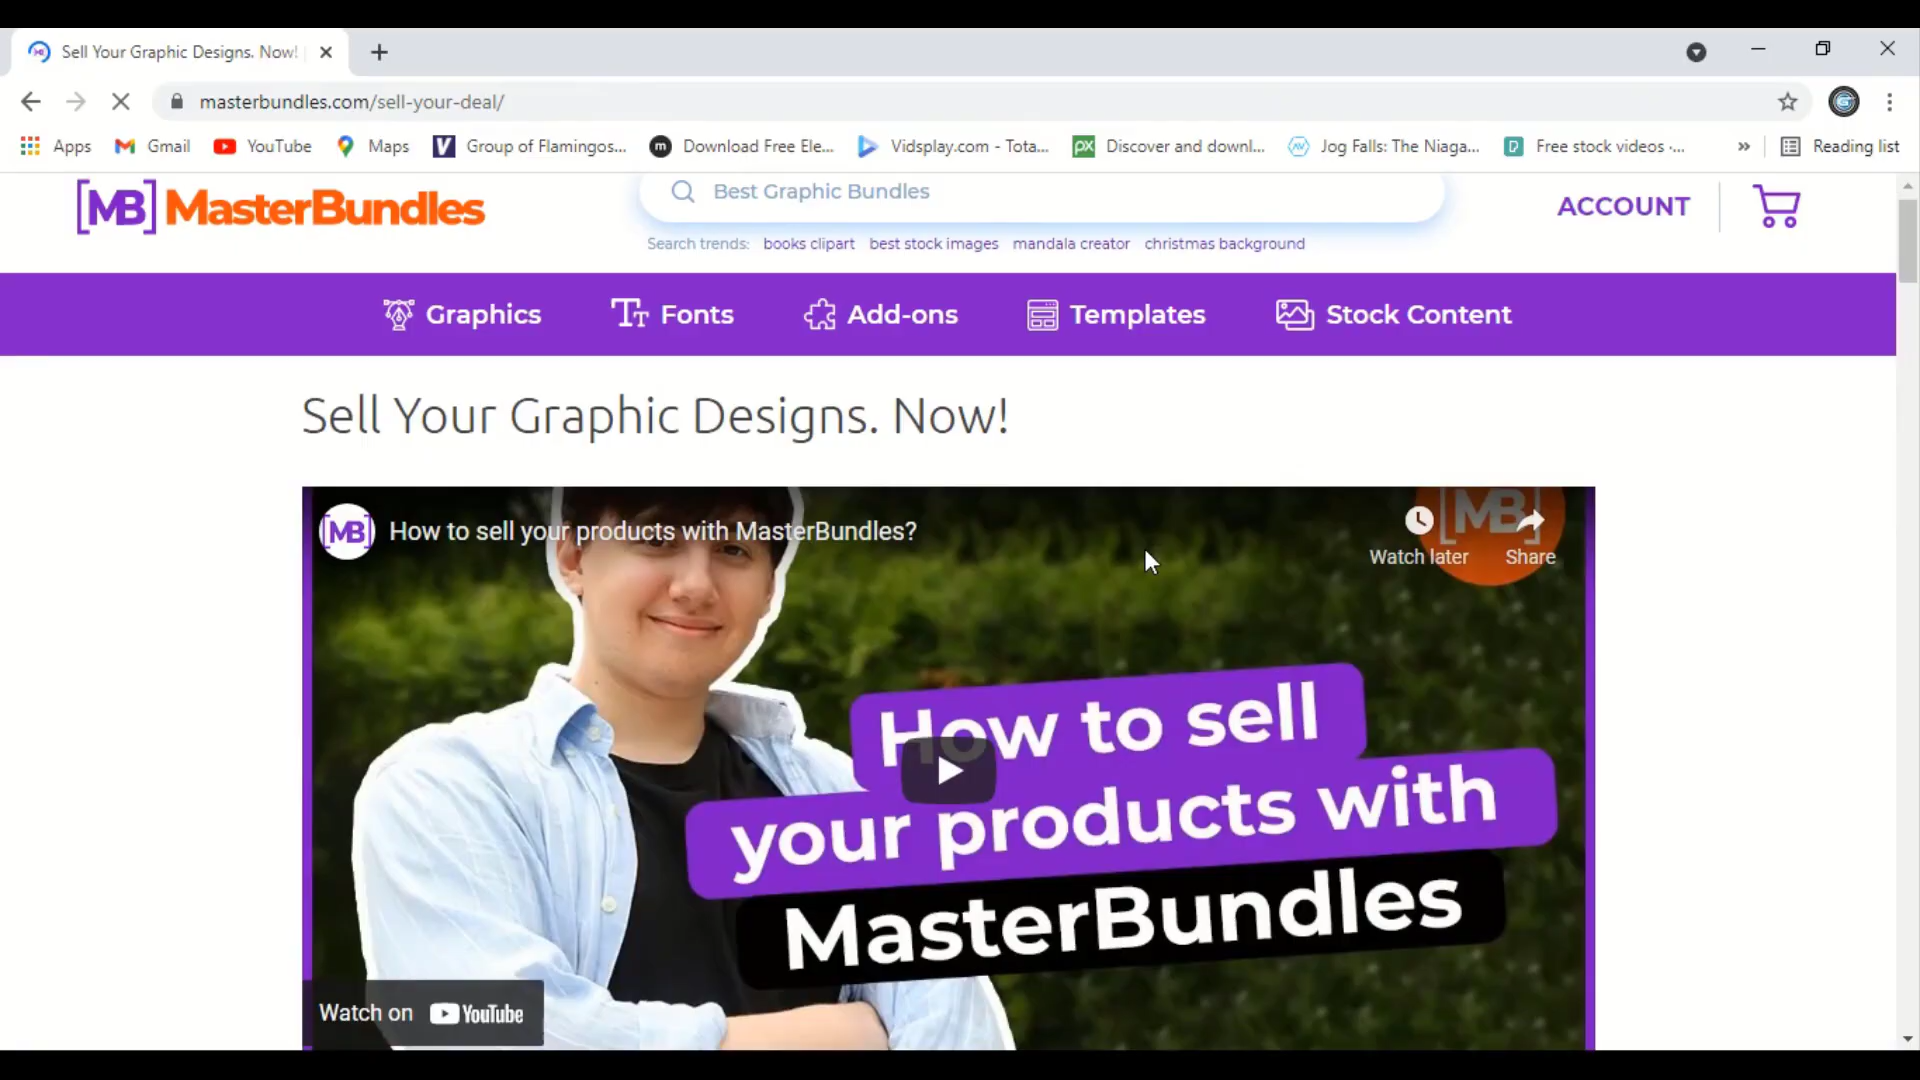 Sell Your Graphic Designs. Now!
masterbundles.com/sell-your-deal/
Apps Gmail YouTube Maps Group of Flamingos... Download Free Ele... Vidsplay.com - Tota... Discover and downl... Jog Falls: The Niaga... Free stock videos -... » Reading list
[MB] MasterBundles
Best Graphic Bundles
ACCOUNT
Search trends: books clipart best stock images mandala creator christmas background
Graphics Fonts Add-ons Templates Stock Content
Sell Your Graphic Designs. Now!
[MB] How to sell your products with MasterBundles?
[MB]
Watch later Share
How to sell
your products with
MasterBundles
Watch on YouTube